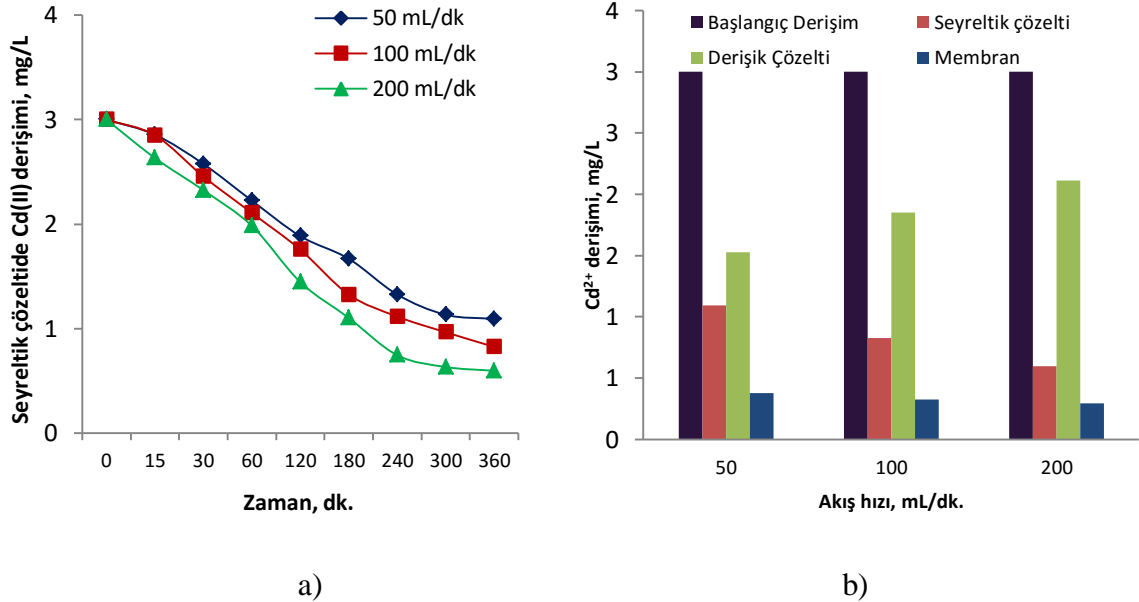 Seyreltik çözeltide Cd(II) derişimi, mg/L
4
3
2
1
0
50 mL/dk
100 mL/dk
200 mL/dk
0 15 30 60 120 180 240 300 360
Zaman, dk.
a)
Cd²⁺ derişimi, mg/L
4
3
3
2
2
1
1
0
Başlangıç Derişim
Seyreltik çözelti
Derişik Çözelti
Membran
50 100 200
Akış hızı, mL/dk.
b)